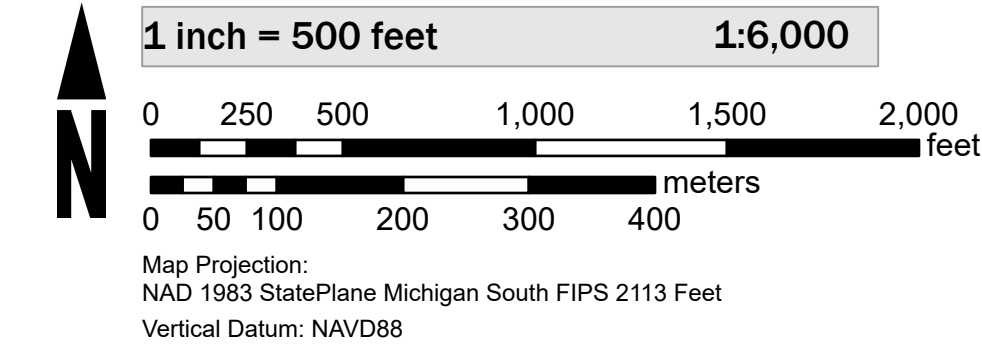 1 inch = 500 feet 1:6,000
0 250 500 1,000 1,500 2,000
feet
meters
0 50 100 200 300 400
N
Map Projection:
NAD 1983 StatePlane Michigan South FIPS 2113 Feet
Vertical Datum: NAVD88